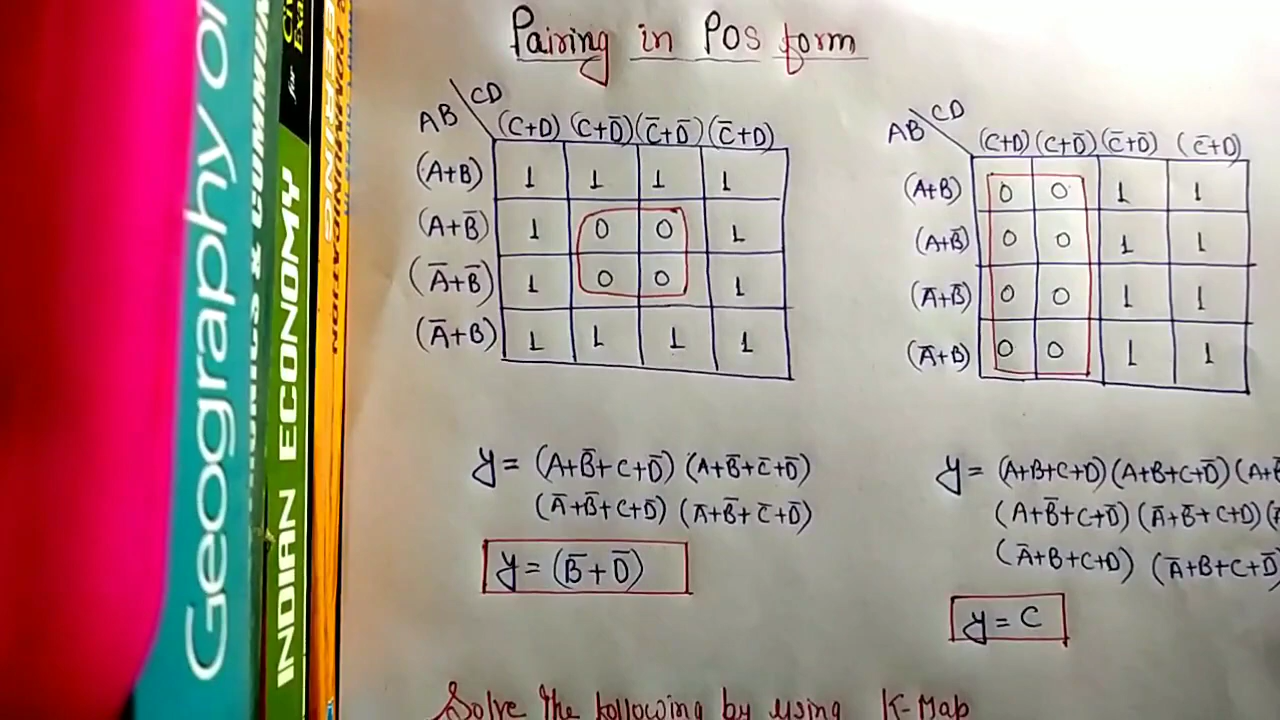 Pairing in POS form
AB CD
(C+D) (C+D̅) (C̅+D̅) (C̅+D)
(A+B) 1 1 1 1
(A+B̅) 1 0 0 1
(A̅+B̅) 1 0 0 1
(A̅+B) 1 1 1 1
y = (A+B̅+C+D̅) (A+B̅+C̅+D̅)
(A̅+B̅+C+D̅) (A̅+B̅+C̅+D̅)
y = (B̅+D̅)
AB CD
(C+D) (C+D̅) (C̅+D̅) (C̅+D)
(A+B) 0 0 1 1
(A+B̅) 0 0 1 1
(A̅+B̅) 0 0 1 1
(A̅+B) 0 0 1 1
y = (A+B+C+D) (A+B+C+D̅) (A+B̅
(A+B̅+C+D̅) (A̅+B̅+C+D) (
(A̅+B+C+D) (A̅+B+C+D̅
y = C
Solve the following by using K-Map
Geography of
INDIAN ECONOMY
for